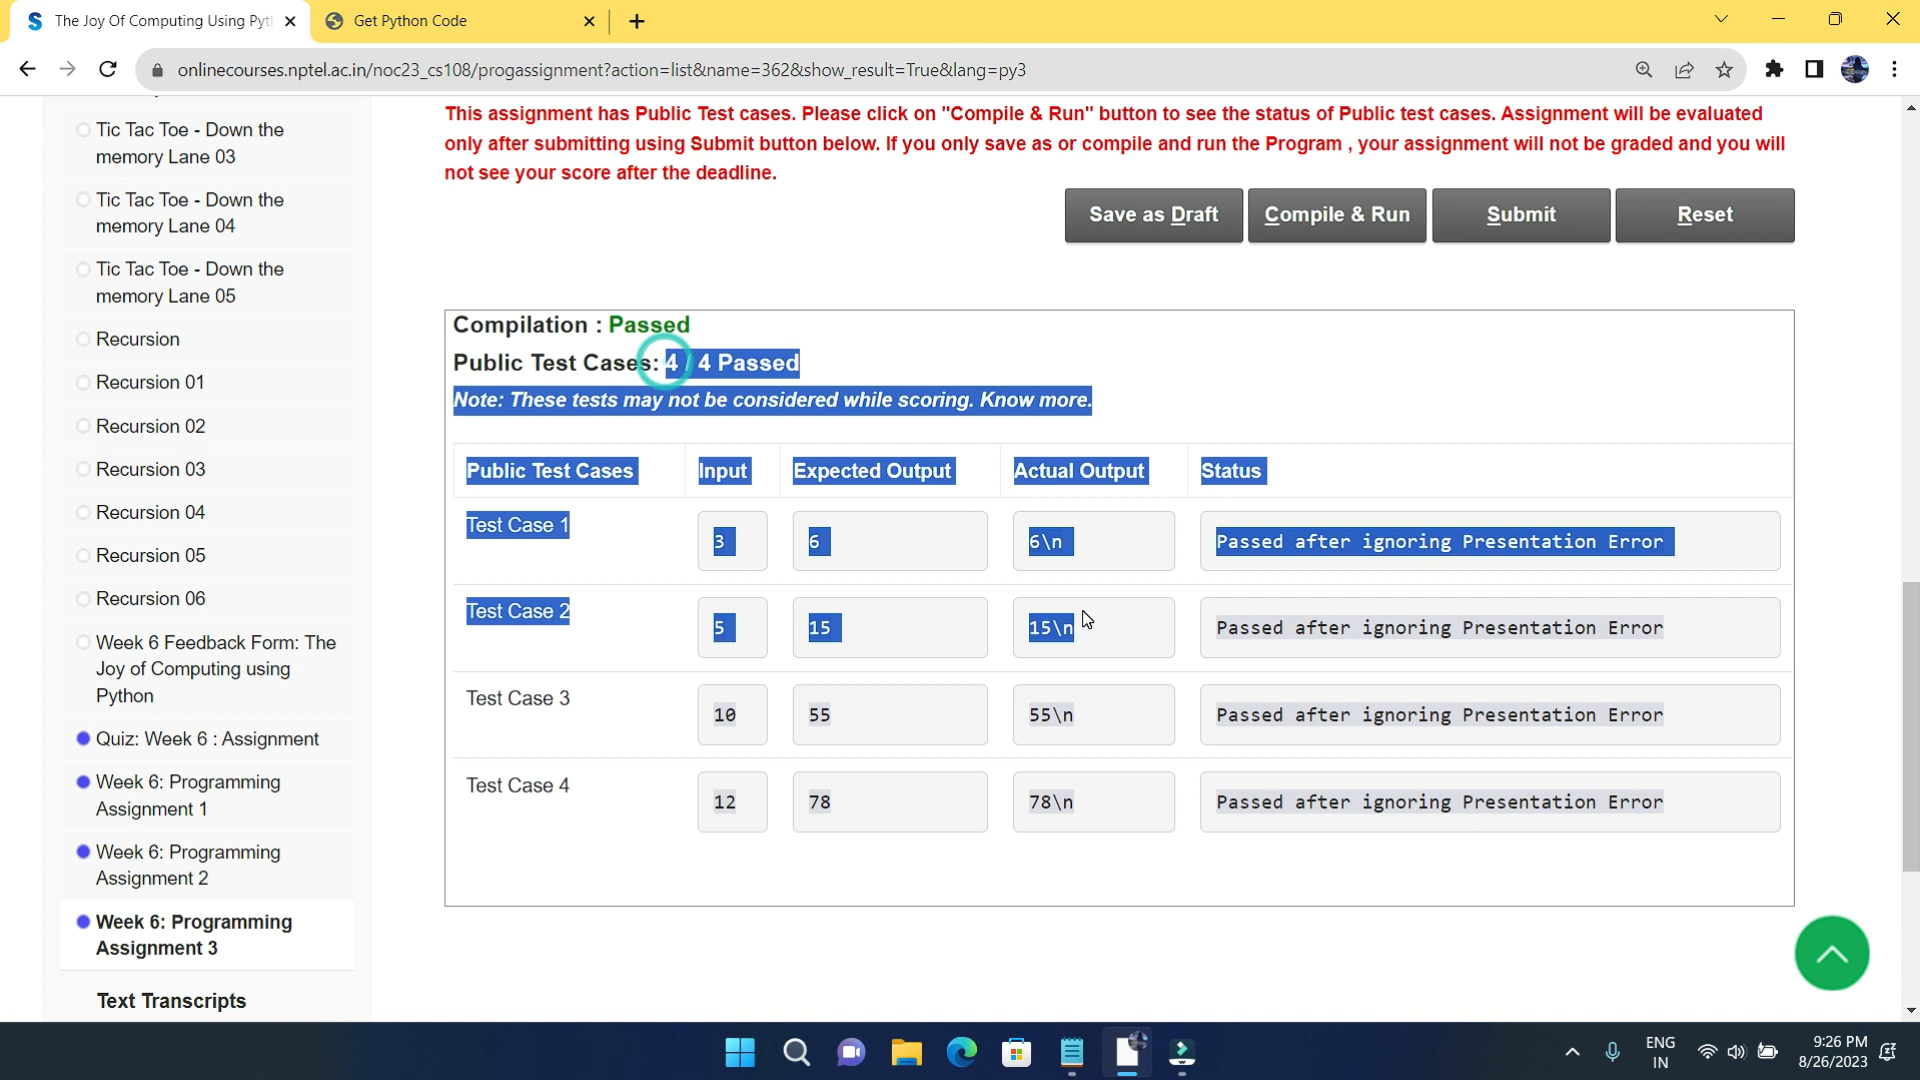 The Joy Of Computing Using Pyt
Get Python Code
onlinecourses.nptel.ac.in/noc23_cs108/progassignment?action=list&name=362&show_result=True&lang=py3
Tic Tac Toe - Down the
memory Lane 03
Tic Tac Toe - Down the
memory Lane 04
Tic Tac Toe - Down the
memory Lane 05
Recursion
Recursion 01
Recursion 02
Recursion 03
Recursion 04
Recursion 05
Recursion 06
Week 6 Feedback Form: The
Joy of Computing using
Python
Quiz: Week 6 : Assignment
Week 6: Programming
Assignment 1
Week 6: Programming
Assignment 2
Week 6: Programming
Assignment 3
Text Transcripts
This assignment has Public Test cases. Please click on "Compile & Run" button to see the status of Public test cases. Assignment will be evaluated
only after submitting using Submit button below. If you only save as or compile and run the Program , your assignment will not be graded and you will
not see your score after the deadline.
Save as Draft Compile & Run Submit Reset
Compilation : Passed
Public Test Cases: 4 / 4 Passed
Note: These tests may not be considered while scoring. Know more.
Public Test Cases Input Expected Output Actual Output Status
Test Case 1 3 6 6\n Passed after ignoring Presentation Error
Test Case 2 5 15 15\n Passed after ignoring Presentation Error
Test Case 3 10 55 55\n Passed after ignoring Presentation Error
Test Case 4 12 78 78\n Passed after ignoring Presentation Error
ENG
IN
9:26 PM
8/26/2023